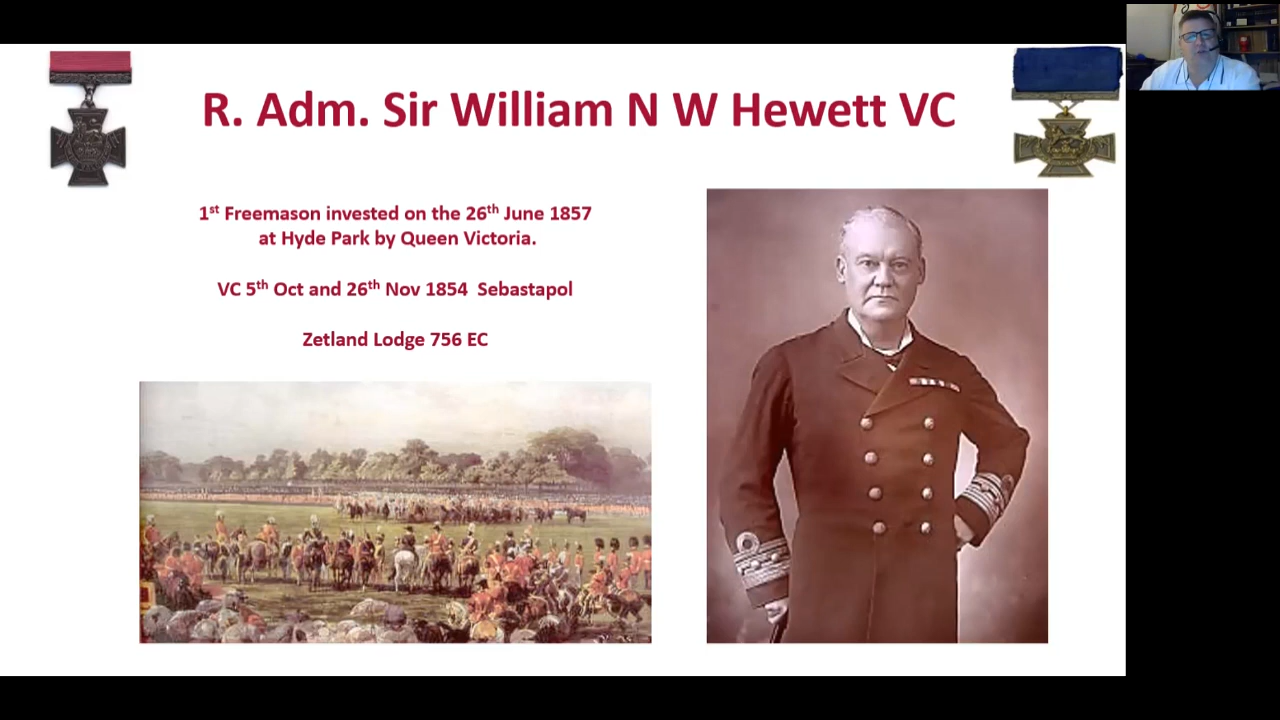 R. Adm. Sir William N W Hewett VC
1st Freemason invested on the 26th June 1857
at Hyde Park by Queen Victoria.
VC 5th Oct and 26th Nov 1854 Sebastapol
Zetland Lodge 756 EC